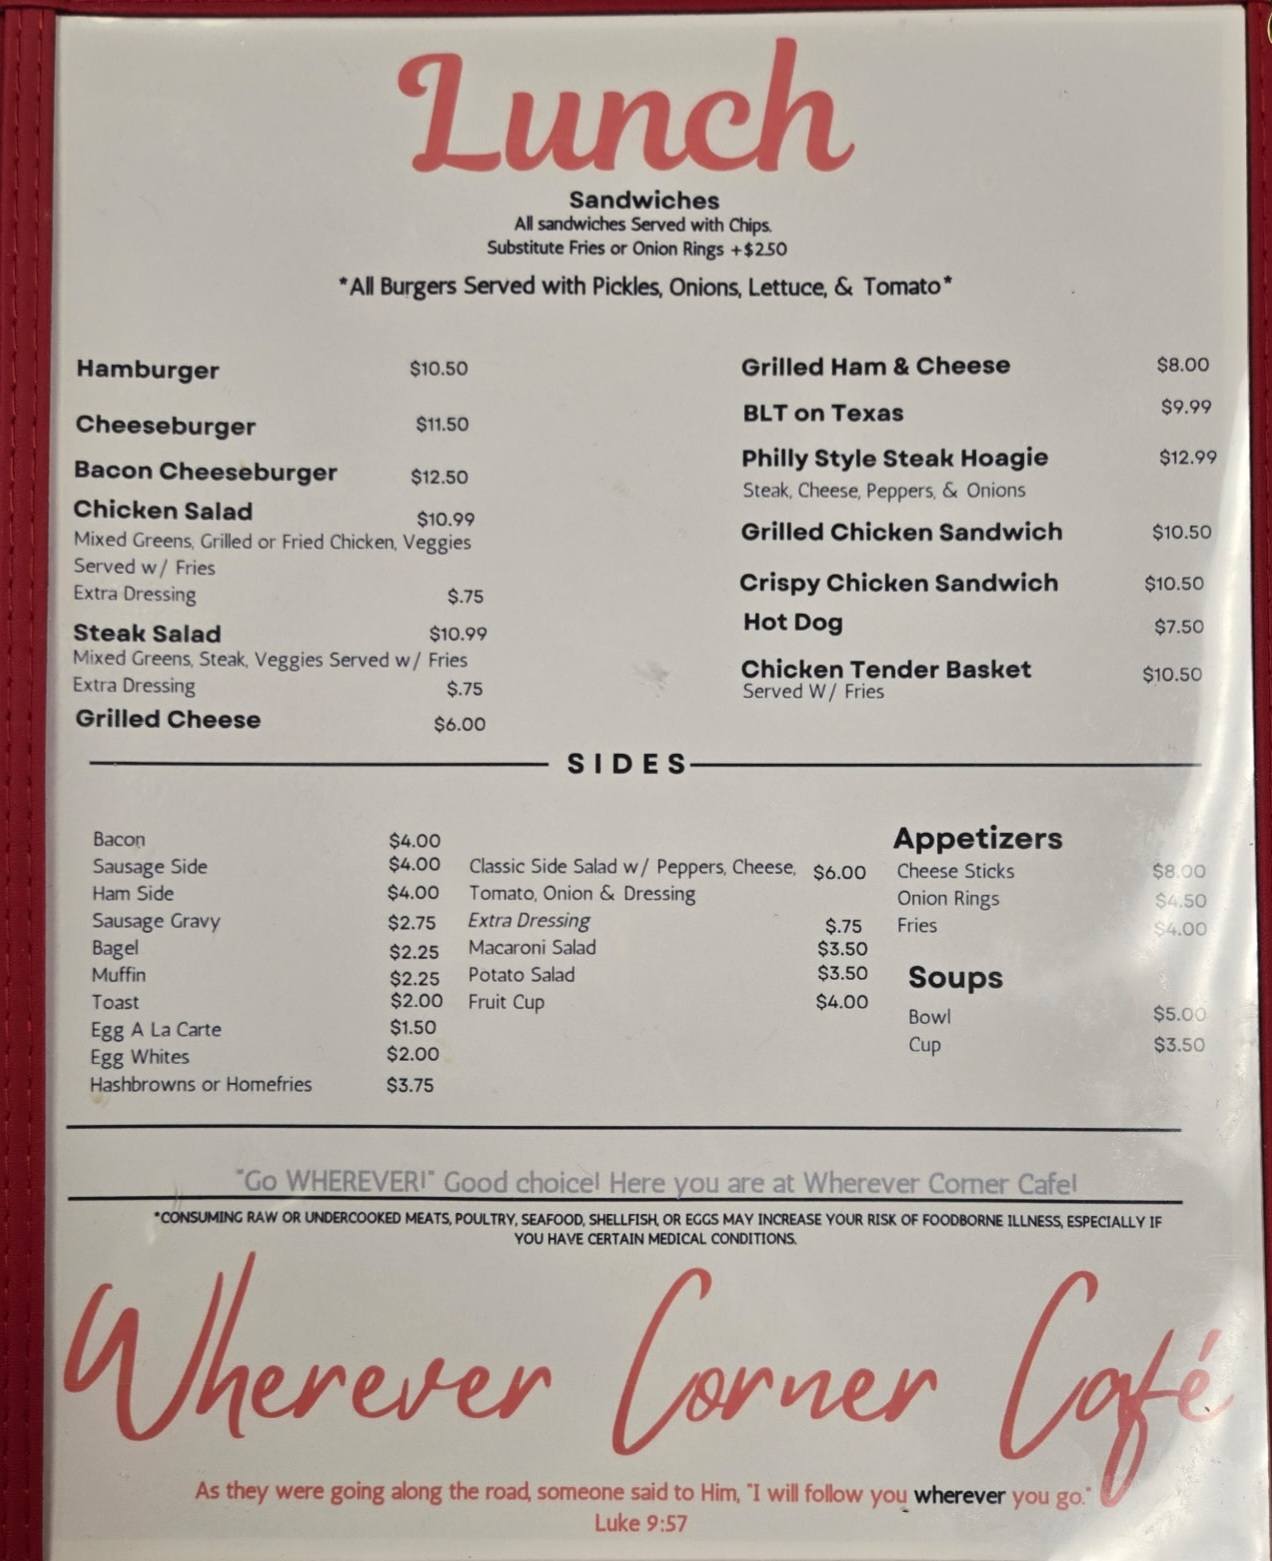 Lunch
Sandwiches
All sandwiches Served with Chips.
Substitute Fries or Onion Rings +$2.50
*All Burgers Served with Pickles, Onions, Lettuce, & Tomato*
Hamburger $10.50
Cheeseburger $11.50
Bacon Cheeseburger $12.50
Chicken Salad $10.99
Mixed Greens, Grilled or Fried Chicken, Veggies
Served w/ Fries
Extra Dressing $.75
Steak Salad $10.99
Mixed Greens, Steak, Veggies Served w/ Fries
Extra Dressing $.75
Grilled Cheese $6.00
Grilled Ham & Cheese $8.00
BLT on Texas $9.99
Philly Style Steak Hoagie $12.99
Steak, Cheese, Peppers, & Onions
Grilled Chicken Sandwich $10.50
Crispy Chicken Sandwich $10.50
Hot Dog $7.50
Chicken Tender Basket $10.50
Served W/ Fries
SIDES
Bacon $4.00
Sausage Side $4.00
Ham Side $4.00
Sausage Gravy $2.75
Bagel $2.25
Muffin $2.25
Toast $2.00
Egg A La Carte $1.50
Egg Whites $2.00
Hashbrowns or Homefries $3.75
Classic Side Salad w/ Peppers, Cheese, $6.00
Tomato, Onion & Dressing
Extra Dressing $.75
Macaroni Salad $3.50
Potato Salad $3.50
Fruit Cup $4.00
Appetizers
Cheese Sticks $8.00
Onion Rings $4.50
Fries $4.00
Soups
Bowl $5.00
Cup $3.50
"Go WHEREVER!" Good choice! Here you are at Wherever Corner Cafe!
*CONSUMING RAW OR UNDERCOOKED MEATS, POULTRY, SEAFOOD, SHELLFISH, OR EGGS MAY INCREASE YOUR RISK OF FOODBORNE ILLNESS, ESPECIALLY IF
YOU HAVE CERTAIN MEDICAL CONDITIONS.
Wherever Corner Café
As they were going along the road, someone said to Him, "I will follow you wherever you go."
Luke 9:57